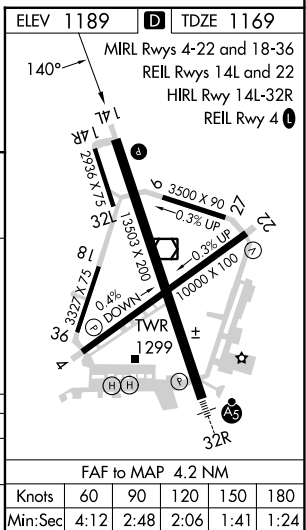 ELEV 1189 D TDZE 1169
MIRL Rwys 4-22 and 18-36
REIL Rwys 14L and 22
HIRL Rwy 14L-32R
REIL Rwy 4 L
140°
14L
14R
2936 X 75
32L
P
9 3500 X 90 27
0.3% UP
22
13503 X 200
0.3% UP
V
18
3327 X 75
36
0.4% DOWN
10000 X 100
P
4
TWR
1299
±
H H
P
A5
32R
FAF to MAP 4.2 NM
Knots 60 90 120 150 180
Min:Sec 4:12 2:48 2:06 1:41 1:24